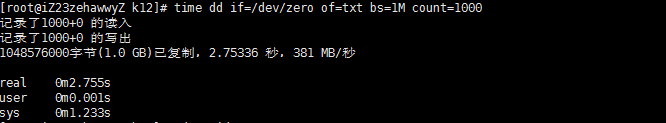 [root@iZ23zehawwyZ k12]# time dd if=/dev/zero of=txt bs=1M count=1000
记录了1000+0 的读入
记录了1000+0 的写出
1048576000字节(1.0 GB)已复制，2.75336 秒，381 MB/秒
real 0m2.755s
user 0m0.001s
sys 0m1.233s